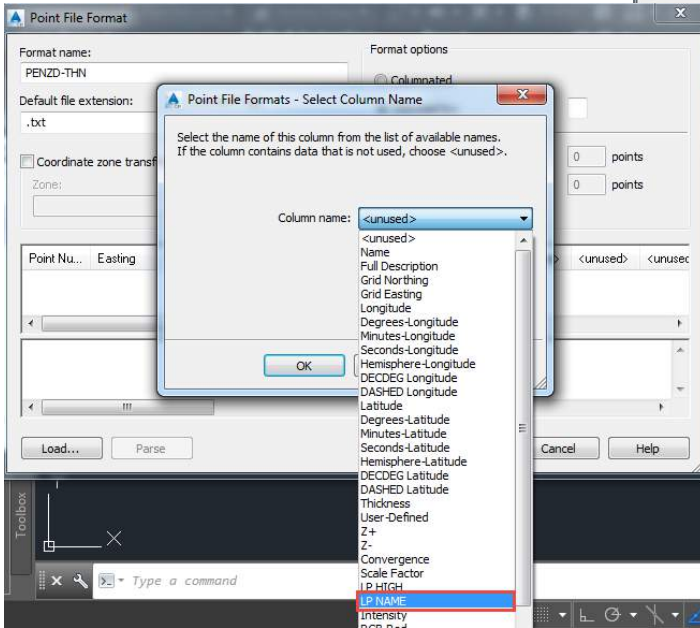 Point File Format
X
Format name:
PENZD-THN
Format options
Columnated
Default file extension:
.txt
Coordinate zone transf
Zone:
0 points
0 points
Point Nu... Easting
<unused> <unused
Point File Formats - Select Column Name
Select the name of this column from the list of available names.
If the column contains data that is not used, choose <unused>.
Column name: <unused>
<unused>
Name
Full Description
Grid Northing
Grid Easting
Longitude
Degrees-Longitude
Minutes-Longitude
Seconds-Longitude
Hemisphere-Longitude
DECDEG Longitude
DASHED Longitude
Latitude
Degrees-Latitude
Minutes-Latitude
Seconds-Latitude
Hemisphere-Latitude
DECDEG Latitude
DASHED Latitude
Thickness
User-Defined
Z+
Z-
Convergence
Scale Factor
LP HIGH
LP NAME
Intensity
OK
Load... Parse Cancel Help
Toolbox
Type a command